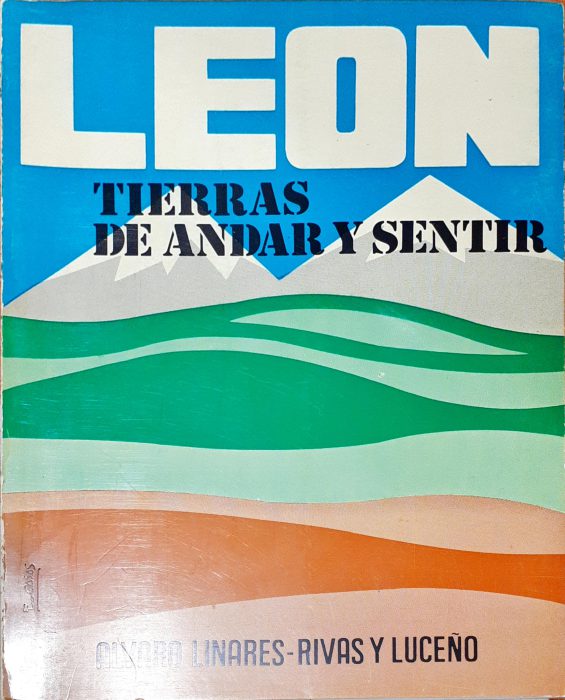 LEON
TIERRAS
DE ANDAR Y SENTIR
ALVARO LINARES-RIVAS Y LUCEÑO